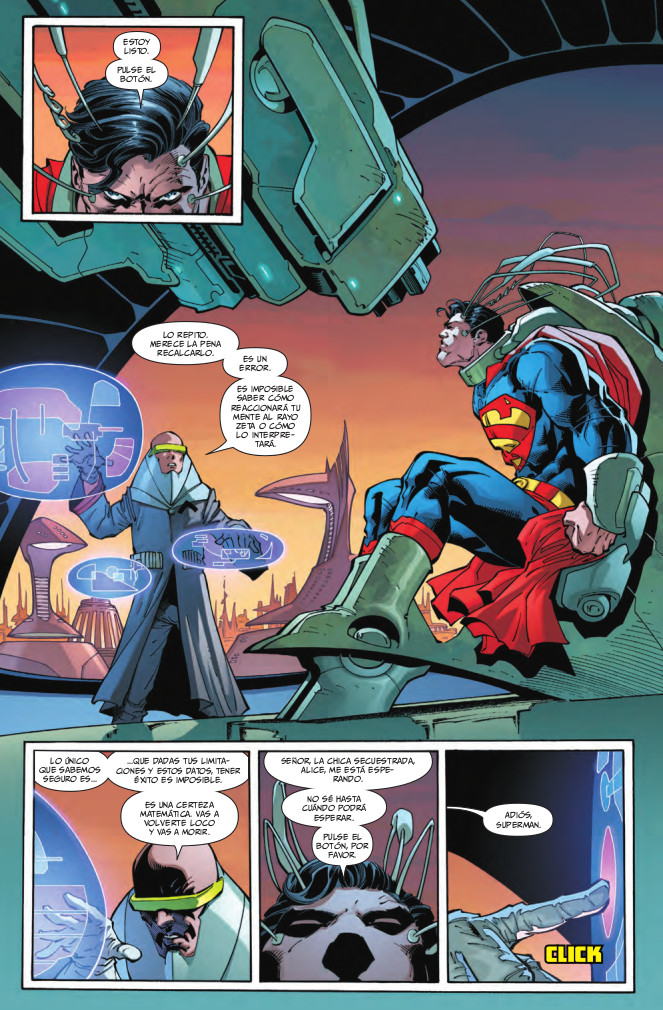 ESTOY
LISTO.
PULSE EL
BOTÓN.
LO REPITO.
MERECE LA PENA
RECALCARLO.
ES UN
ERROR.
ES IMPOSIBLE
SABER CÓMO
REACCIONARÁ TU
MENTE AL RAYO
ZETA O CÓMO
LO INTERPRE-
TARÁ.
LO ÚNICO
QUE SABEMOS
SEGURO ES...
...QUE DADAS TUS LIMITA-
CIONES Y ESTOS DATOS, TENER
ÉXITO ES IMPOSIBLE.
ES UNA CERTEZA
MATEMÁTICA. VAS A
VOLVERTE LOCO
Y VAS A MORIR.
SEÑOR, LA CHICA SECUESTRADA,
ALICE, ME ESTÁ ESPE-
RANDO.
NO SÉ HASTA
CUÁNDO PODRÁ
ESPERAR.
PULSE EL
BOTÓN, POR
FAVOR.
ADIÓS,
SUPERMAN.
CLICK